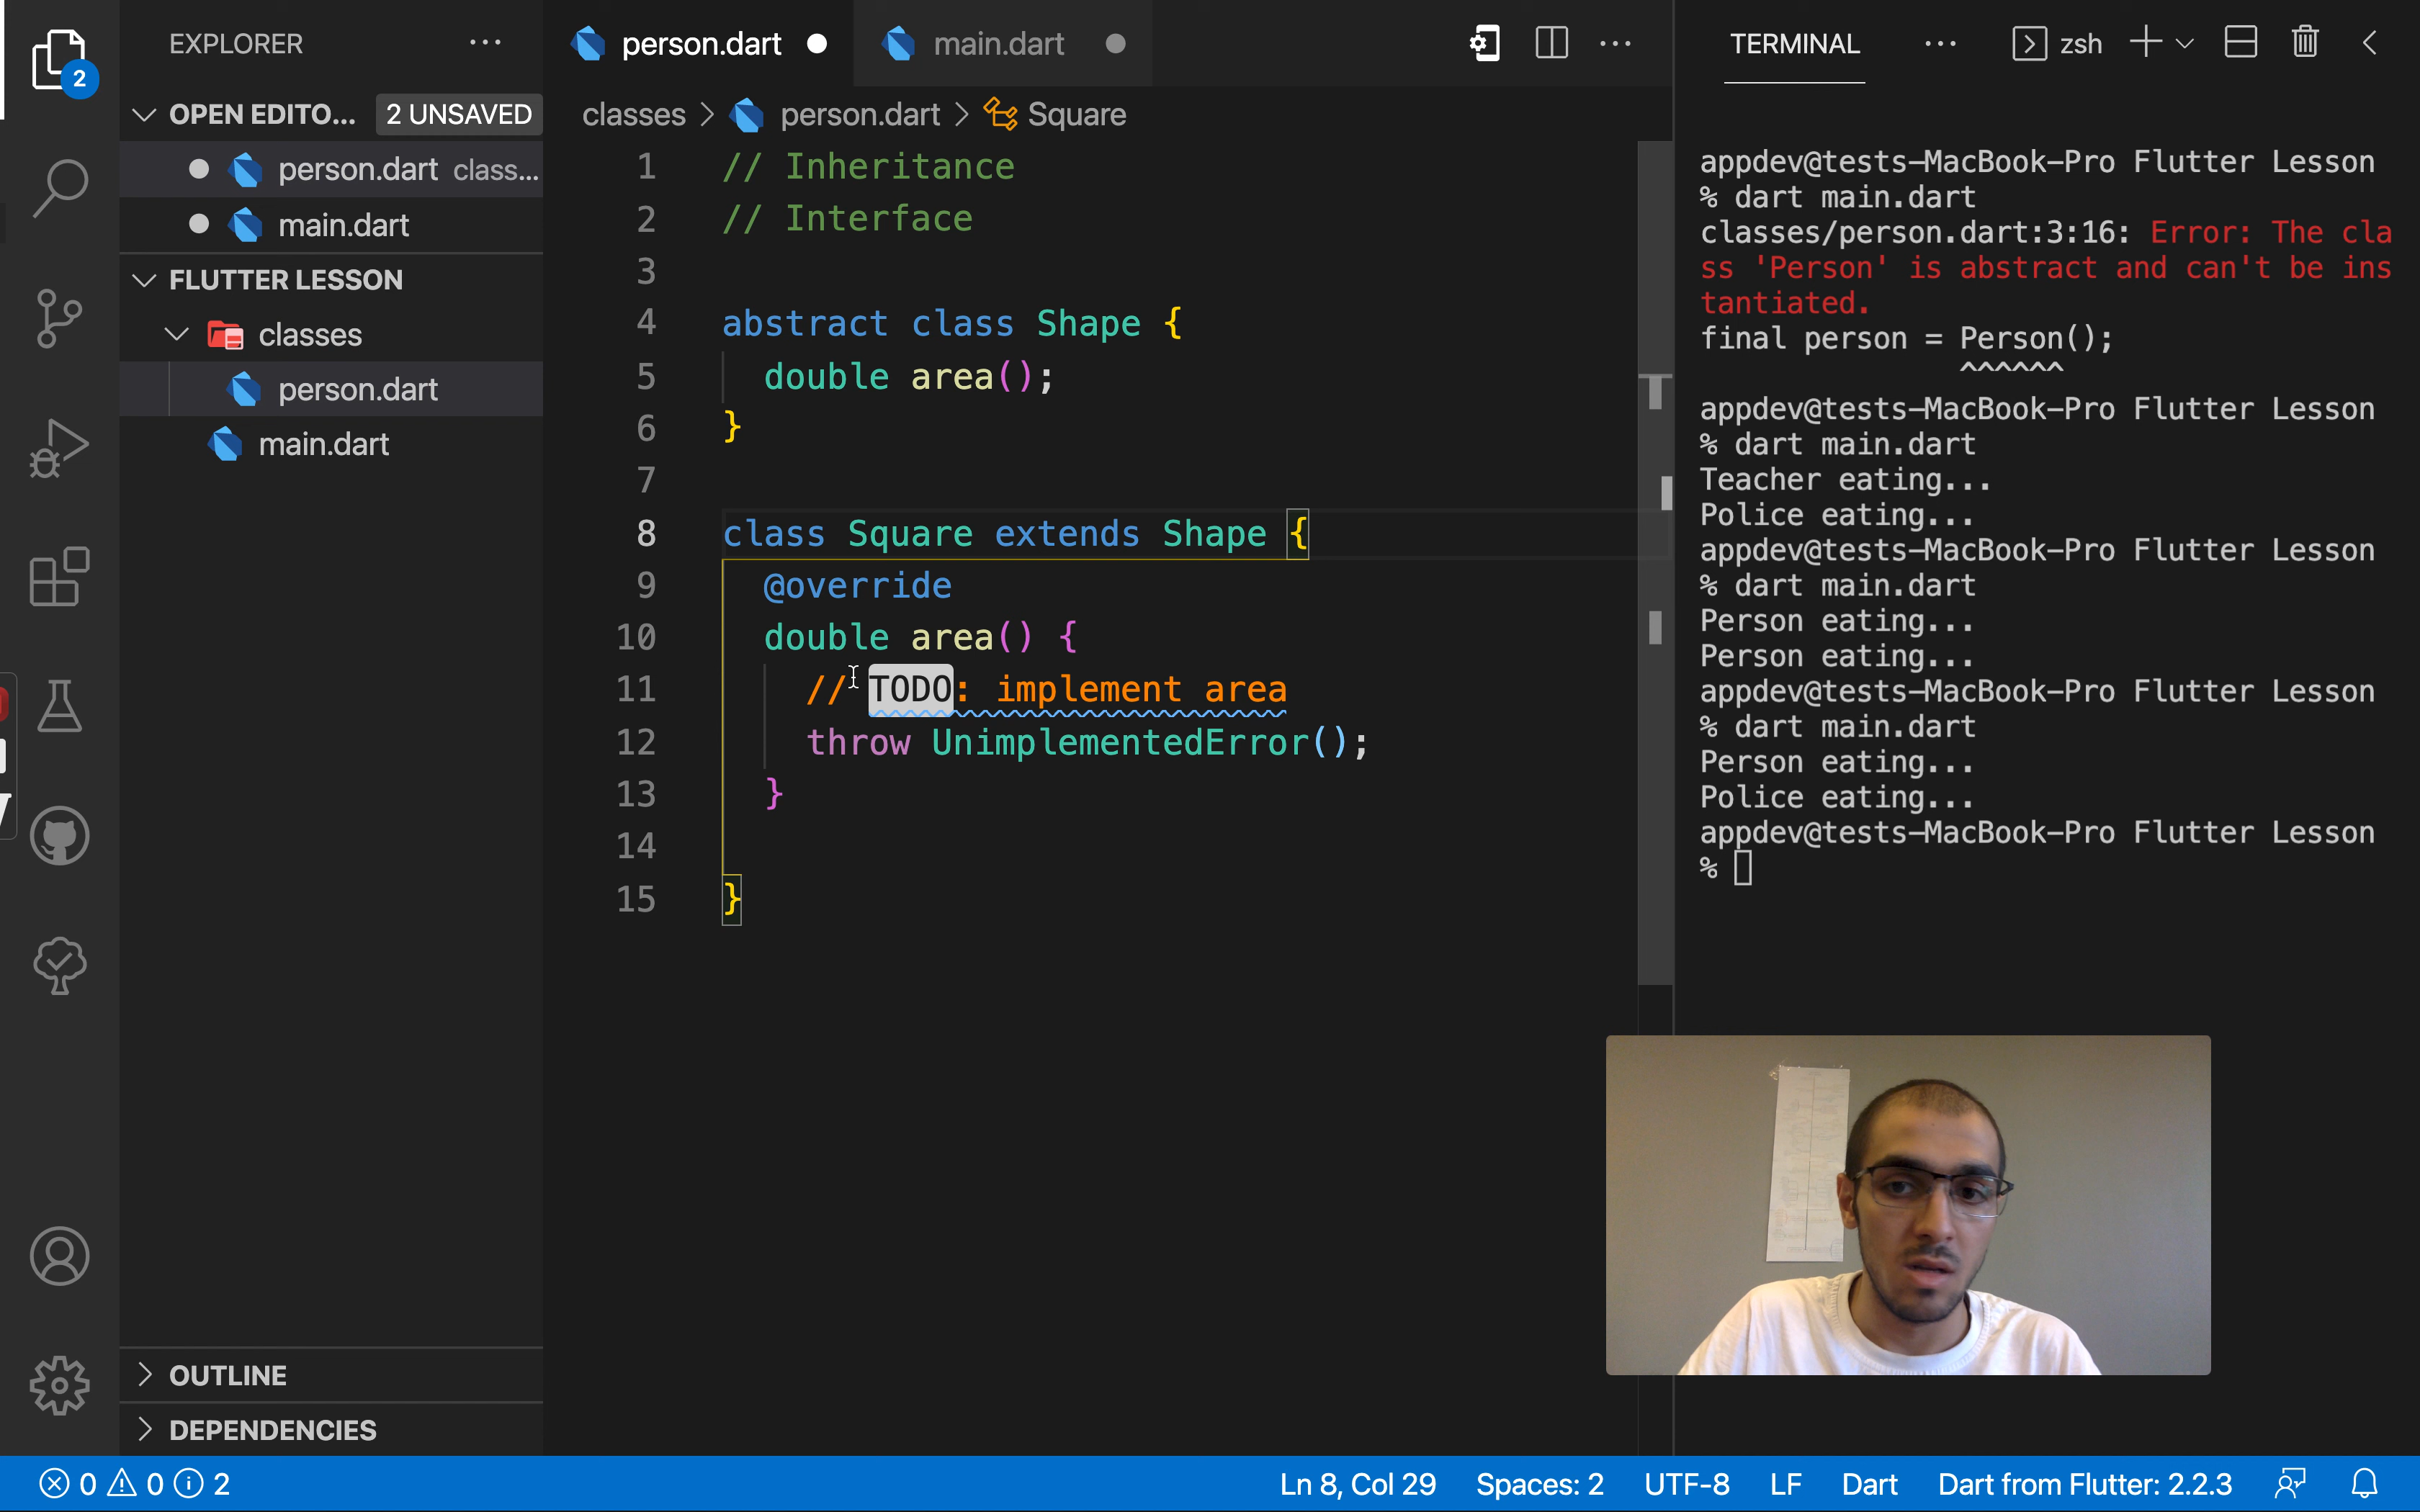 EXPLORER
2
OPEN EDITO... 2 UNSAVED
person.dart class...
main.dart
FLUTTER LESSON
classes
person.dart
main.dart
OUTLINE
DEPENDENCIES
person.dart
main.dart
classes > person.dart > Square
1 // Inheritance
2 // Interface
3
4 abstract class Shape {
5 double area();
6 }
7
8 class Square extends Shape {
9 @override
10 double area() {
11 // TODO: implement area
12 throw UnimplementedError();
13 }
14
15 }
TERMINAL
zsh
appdev@tests-MacBook-Pro Flutter Lesson
% dart main.dart
classes/person.dart:3:16: Error: The cla
ss 'Person' is abstract and can't be ins
tantiated.
final person = Person();
^^^^^^
appdev@tests-MacBook-Pro Flutter Lesson
% dart main.dart
Teacher eating...
Police eating...
appdev@tests-MacBook-Pro Flutter Lesson
% dart main.dart
Person eating...
Person eating...
appdev@tests-MacBook-Pro Flutter Lesson
% dart main.dart
Person eating...
Police eating...
appdev@tests-MacBook-Pro Flutter Lesson
%
0 0 2
Ln 8, Col 29 Spaces: 2 UTF-8 LF Dart Dart from Flutter: 2.2.3